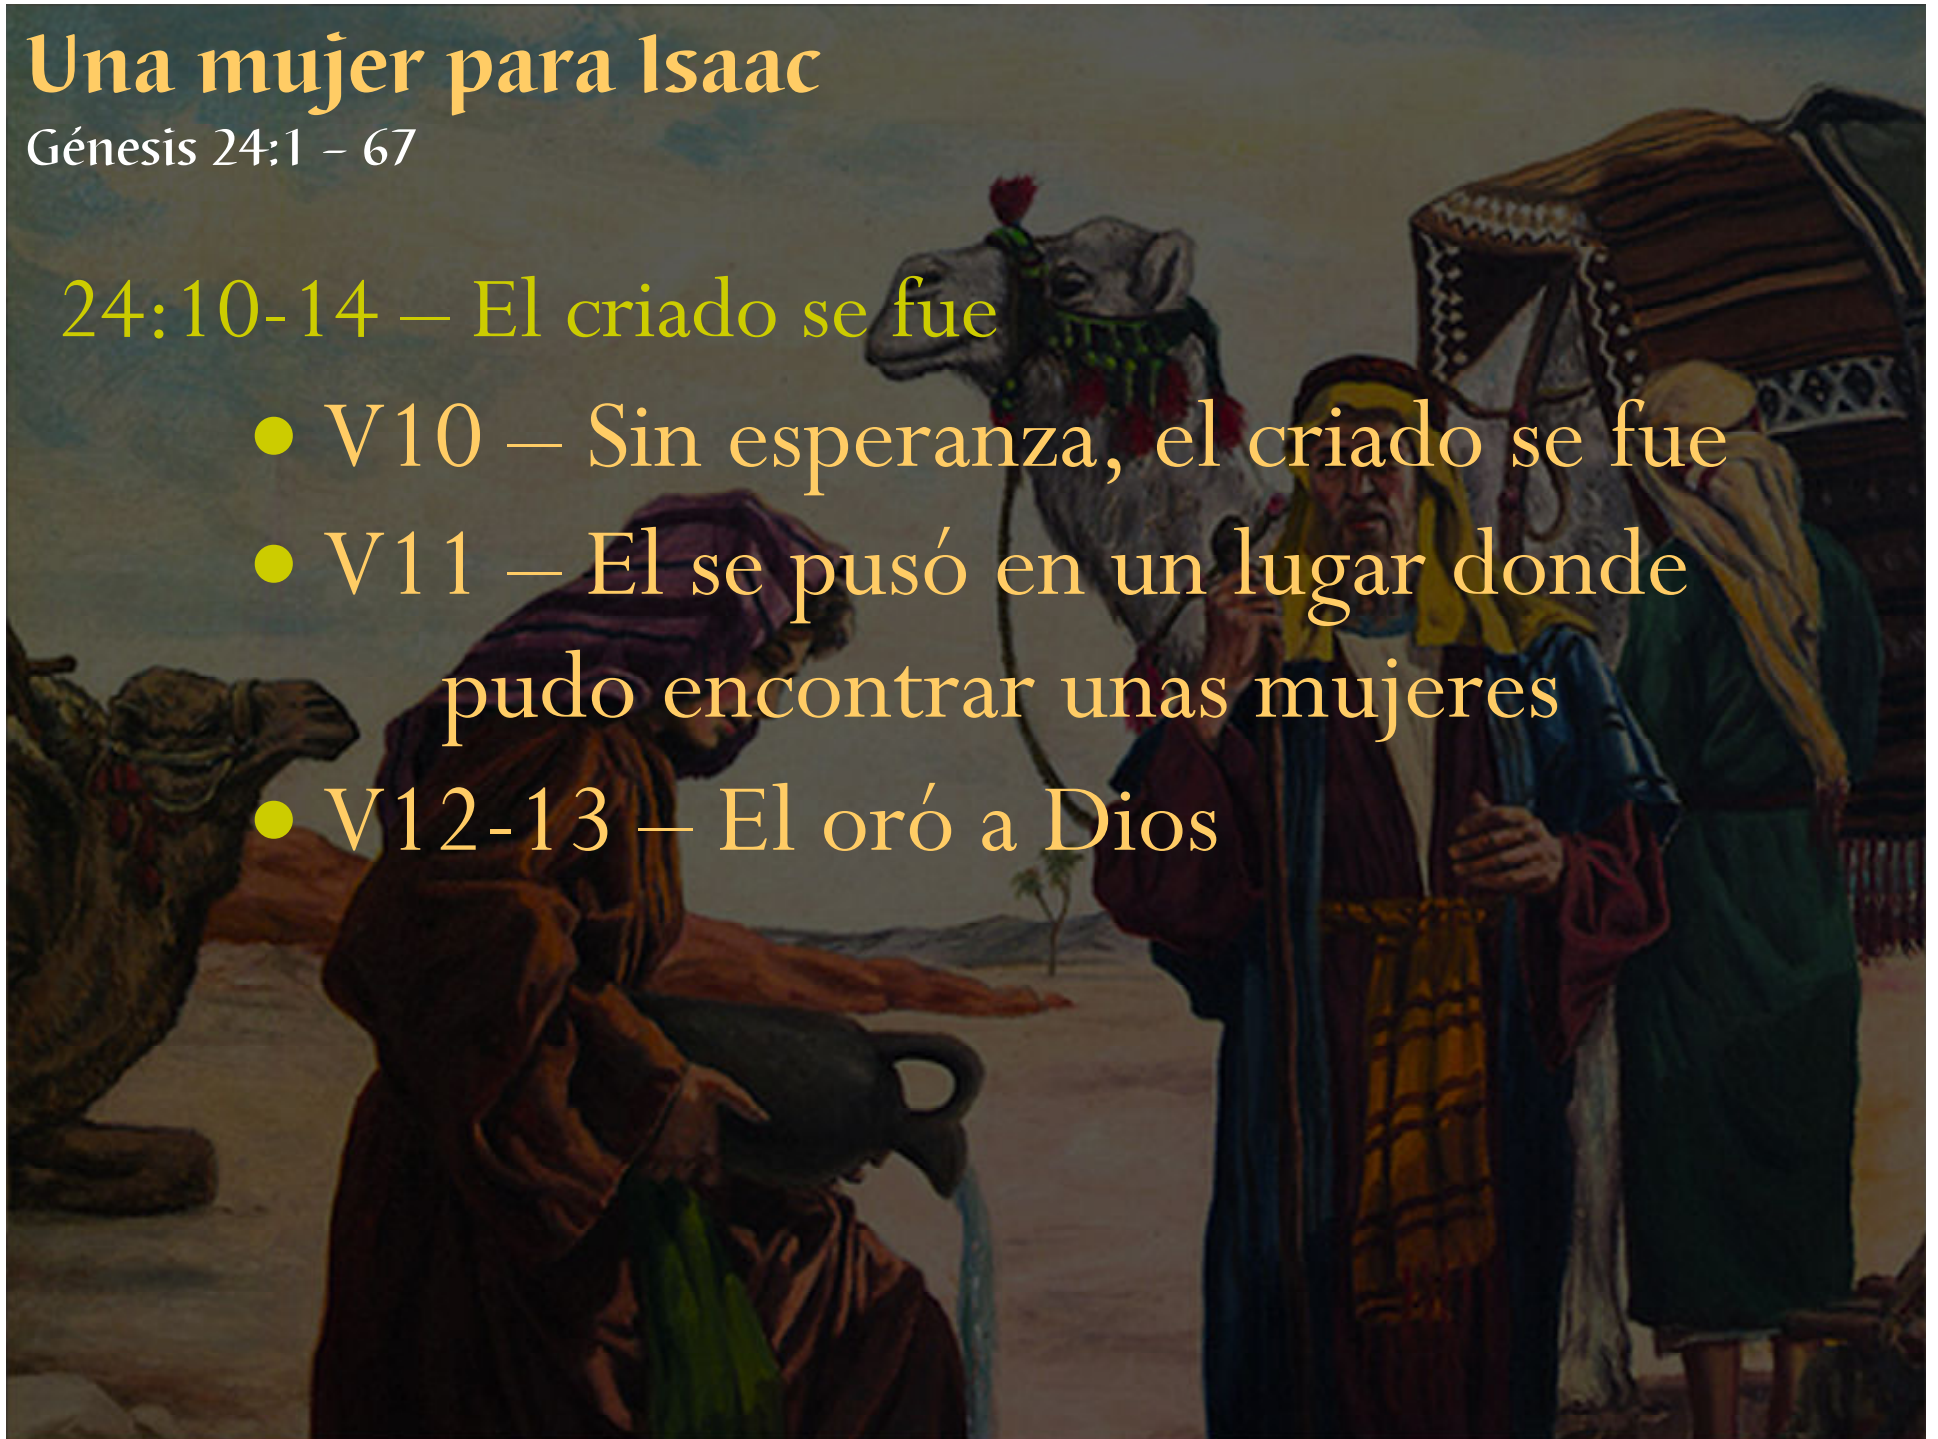 Una mujer para Isaac
Génesis 24:1 – 67
24:10-14 – El criado se fue
● V10 – Sin esperanza, el criado se fue
● V11 – El se pusó en un lugar donde
pudo encontrar unas mujeres
● V12-13 – El oró a Dios